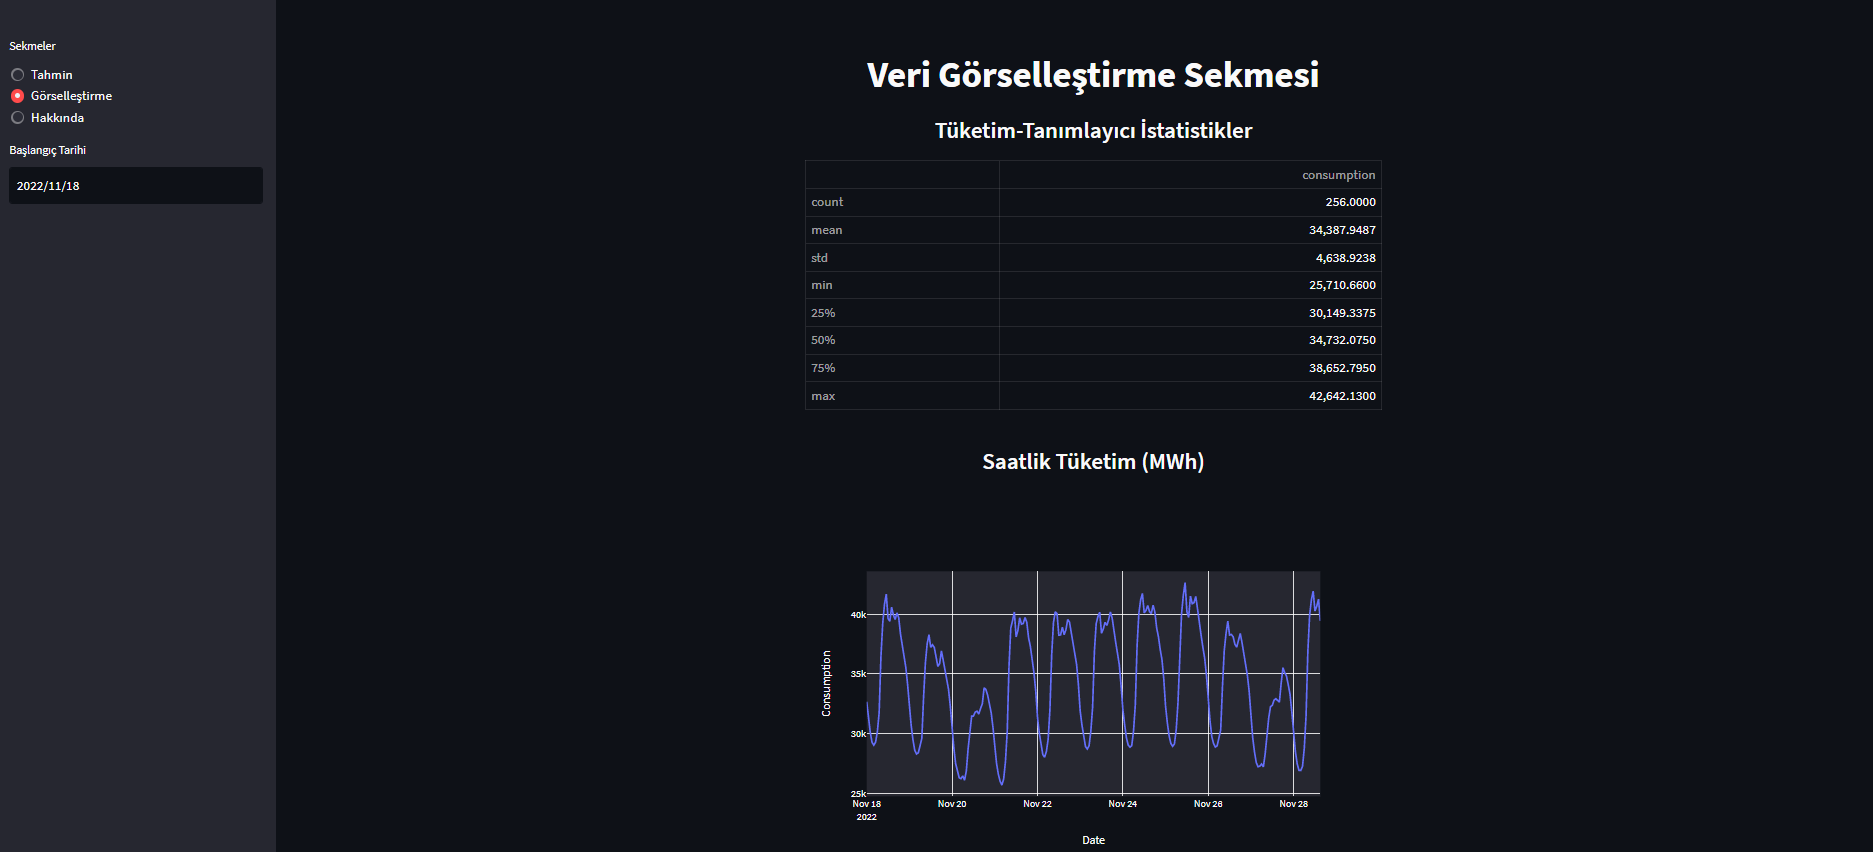 Sekmeler
Tahmin
Görselleştirme
Hakkında
Başlangıç Tarihi
2022/11/18
Veri Görselleştirme Sekmesi
Tüketim-Tanımlayıcı İstatistikler
consumption
count 256.0000
mean 34,387.9487
std 4,638.9238
min 25,710.6600
25% 30,149.3375
50% 34,732.0750
75% 38,652.7950
max 42,642.1300
Saatlik Tüketim (MWh)
40k
35k
30k
25k
Consumption
Nov 18 Nov 20 Nov 22 Nov 24 Nov 26 Nov 28
2022
Date